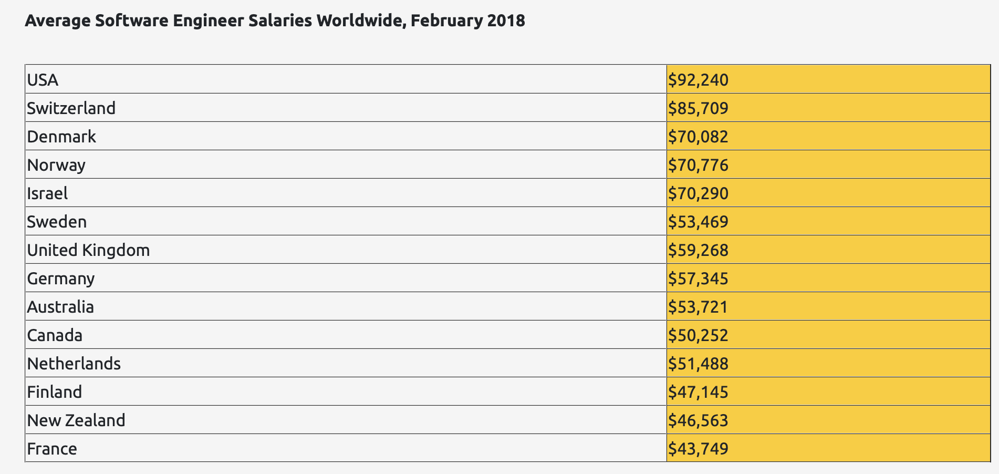 Average Software Engineer Salaries Worldwide, February 2018
USA $92,240
Switzerland $85,709
Denmark $70,082
Norway $70,776
Israel $70,290
Sweden $53,469
United Kingdom $59,268
Germany $57,345
Australia $53,721
Canada $50,252
Netherlands $51,488
Finland $47,145
New Zealand $46,563
France $43,749